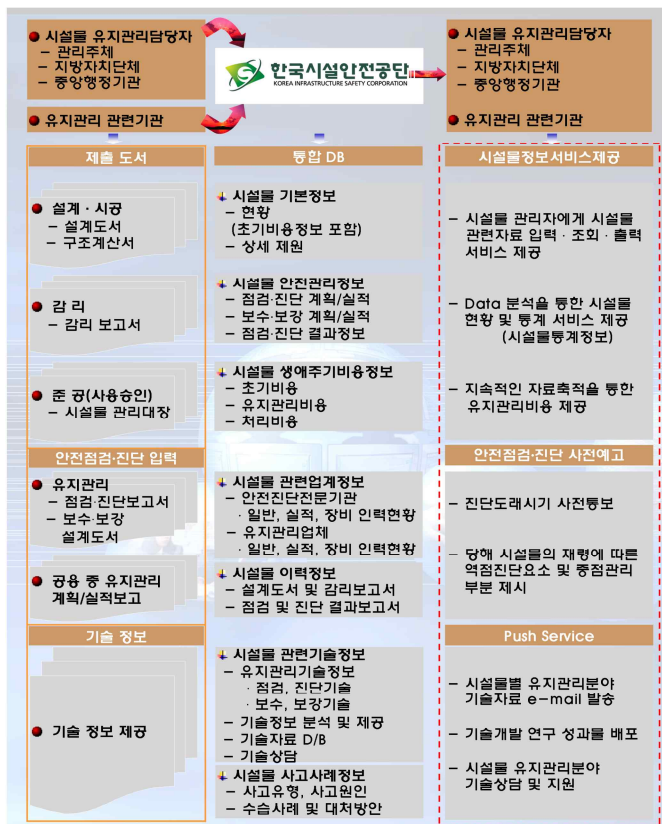 ● 시설물 유지관리담당자
– 관리주체
– 지방자치단체
– 중앙행정기관
● 유지관리 관련기관
한국시설안전공단
KOREA INFRASTRUCTURE SAFETY CORPORATION
● 시설물 유지관리담당자
– 관리주체
– 지방자치단체
– 중앙행정기관
● 유지관리 관련기관
제출 도서
● 설계 · 시공
– 설계도서
– 구조계산서
● 감 리
– 감리 보고서
● 준 공(사용승인)
– 시설물 관리대장
안전점검·진단 입력
● 유지관리
– 점검·진단보고서
– 보수·보강
설계도서
● 공용 중 유지관리
계획/실적보고
기술 정보
● 기술 정보 제공
통합 DB
시설물 기본정보
– 현황
(초기비용정보 포함)
– 상세 제원
시설물 안전관리정보
– 점검·진단 계획/실적
– 보수·보강 계획/실적
– 점검·진단 결과정보
시설물 생애주기비용정보
– 초기비용
– 유지관리비용
– 처리비용
시설물 관련업계정보
– 안전진단전문기관
· 일반, 실적, 장비 인력현황
– 유지관리업체
· 일반, 실적, 장비 인력현황
시설물 이력정보
– 설계도서 및 감리보고서
– 점검 및 진단 결과보고서
시설물 관련기술정보
– 유지관리기술정보
· 점검, 진단기술
· 보수, 보강기술
– 기술정보 분석 및 제공
– 기술자료 D/B
– 기술상담
시설물 사고사례정보
– 사고유형, 사고원인
– 수습사례 및 대처방안
시설물정보서비스제공
– 시설물 관리자에게 시설물
관련자료 입력 · 조회 · 출력
서비스 제공
– Data 분석을 통한 시설물
현황 및 통계 서비스 제공
(시설물통계정보)
– 지속적인 자료축적을 통한
유지관리비용 제공
안전점검·진단 사전예고
– 진단도래시기 사전통보
– 당해 시설물의 재령에 따른
역점진단요소 및 중점관리
부분 제시
Push Service
– 시설물별 유지관리분야
기술자료 e-mail 발송
– 기술개발 연구 성과물 배포
– 시설물 유지관리분야
기술상담 및 지원